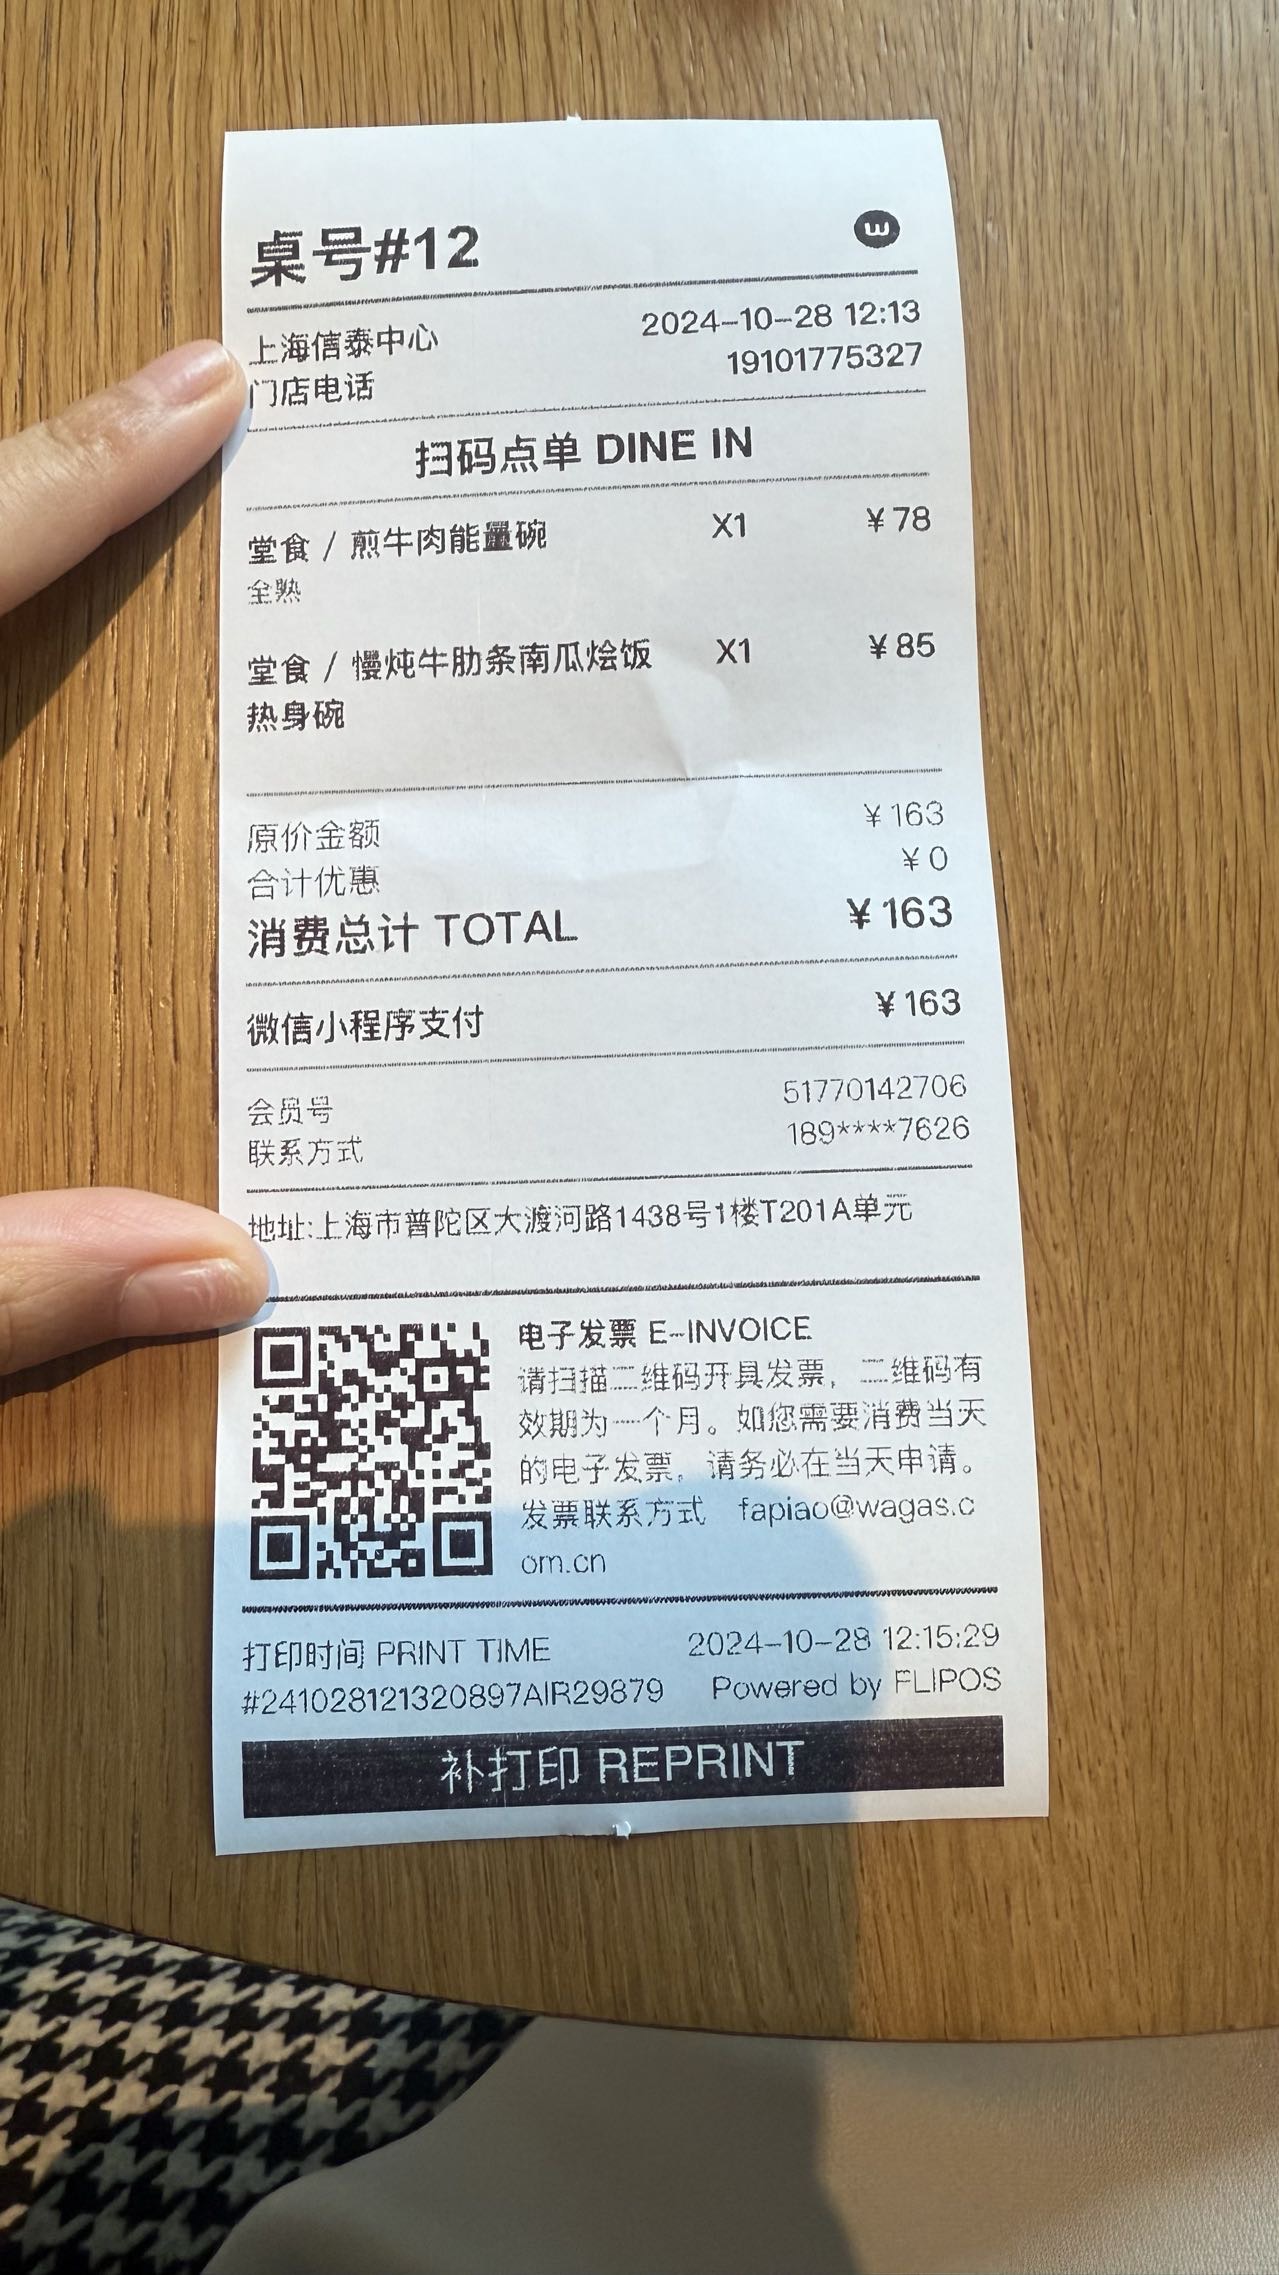 桌号#12
w
上海信泰中心 2024-10-28 12:13
门店电话 19101775327
扫码点单 DINE IN
堂食 / 煎牛肉能量碗 X1 ¥78
全熟
堂食 / 慢炖牛肋条南瓜烩饭 X1 ¥85
热身碗
原价金额 ¥163
合计优惠 ¥0
消费总计 TOTAL ¥163
微信小程序支付 ¥163
会员号 51770142706
联系方式 189****7626
地址:上海市普陀区大渡河路1438号1楼T201A单元
电子发票 E-INVOICE
请扫描二维码开具发票，二维码有
效期为一个月。如您需要消费当天
的电子发票，请务必在当天申请。
发票联系方式 fapiao@wagas.c
om.cn
打印时间 PRINT TIME 2024-10-28 12:15:29
#241028121320897AIR29879 Powered by FLIPOS
补打印 REPRINT